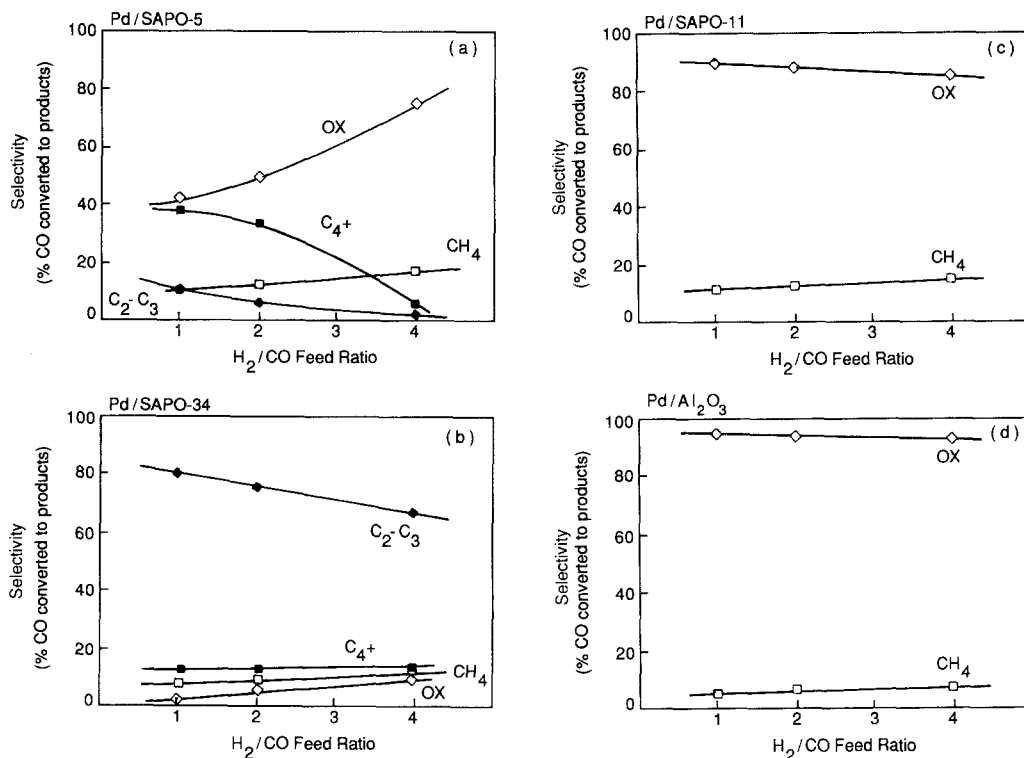 Pd/SAPO-5
(a)
100
80
60
40
20
0
OX
C4+
CH4
C2-C3
1 2 3 4
H2/CO Feed Ratio
Selectivity
(% CO converted to products)
Pd/SAPO-11
(c)
100
80
60
40
20
0
OX
CH4
1 2 3 4
H2/CO Feed Ratio
Selectivity
(% CO converted to products)
Pd/SAPO-34
(b)
100
80
60
40
20
0
C2-C3
C4+
CH4
OX
1 2 3 4
H2/CO Feed Ratio
Selectivity
(% CO converted to products)
Pd/Al2O3
(d)
100
80
60
40
20
0
OX
CH4
1 2 3 4
H2/CO Feed Ratio
Selectivity
(% CO converted to products)